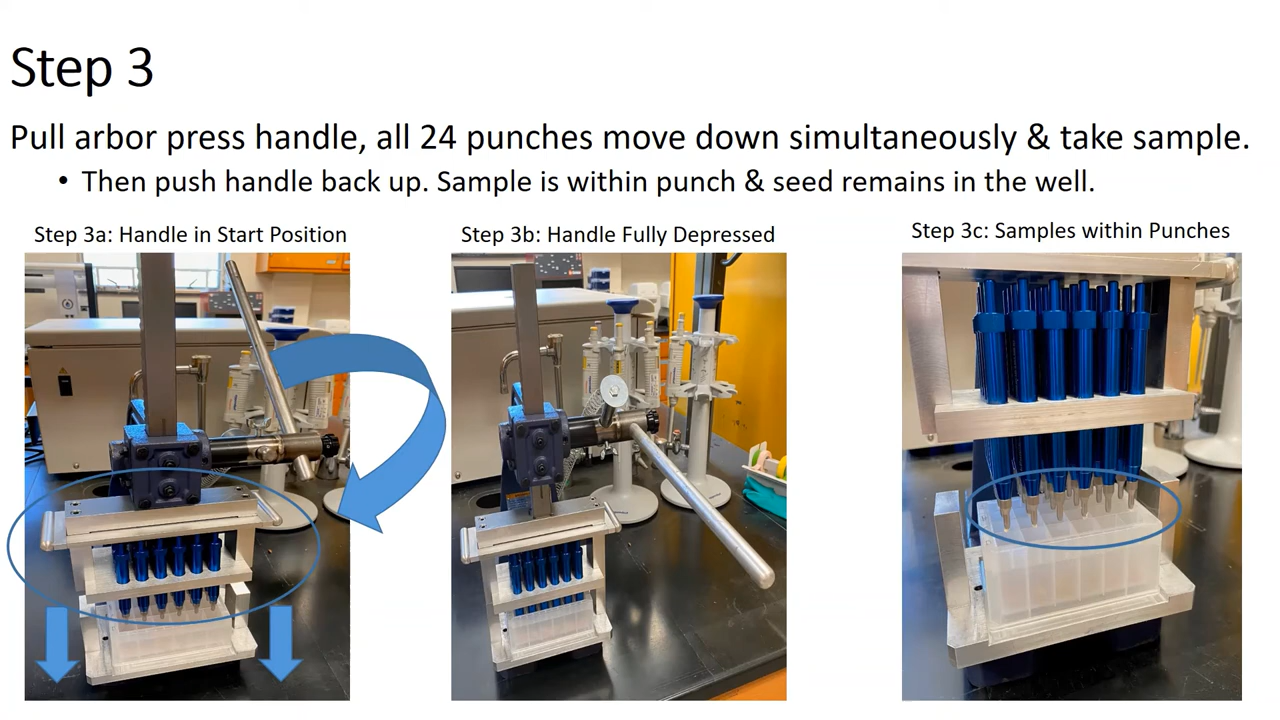 Step 3
Pull arbor press handle, all 24 punches move down simultaneously & take sample.
• Then push handle back up. Sample is within punch & seed remains in the well.
Step 3a: Handle in Start Position
Step 3b: Handle Fully Depressed
Step 3c: Samples within Punches